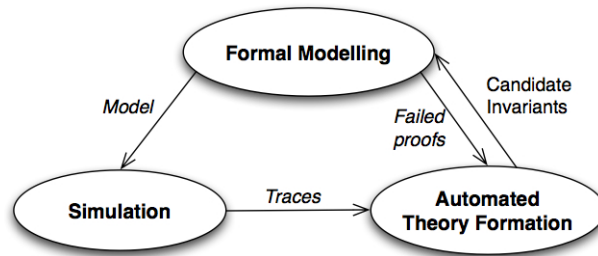 Formal Modelling
Model
Failed
proofs
Candidate
Invariants
Simulation
Traces
Automated
Theory Formation